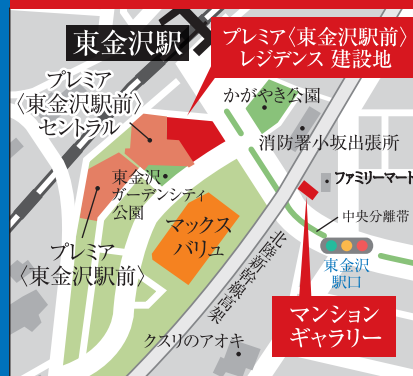 東金沢駅
プレミア〈東金沢駅前〉
レジデンス 建設地
プレミア
〈東金沢駅前〉
セントラル
かがやき公園
消防署小坂出張所
ファミリーマート
東金沢
ガーデンシティ
公園
中央分離帯
マックス
バリュ
北陸新幹線高架
東金沢
駅口
プレミア
〈東金沢駅前〉
マンション
ギャラリー
クスリのアオキ